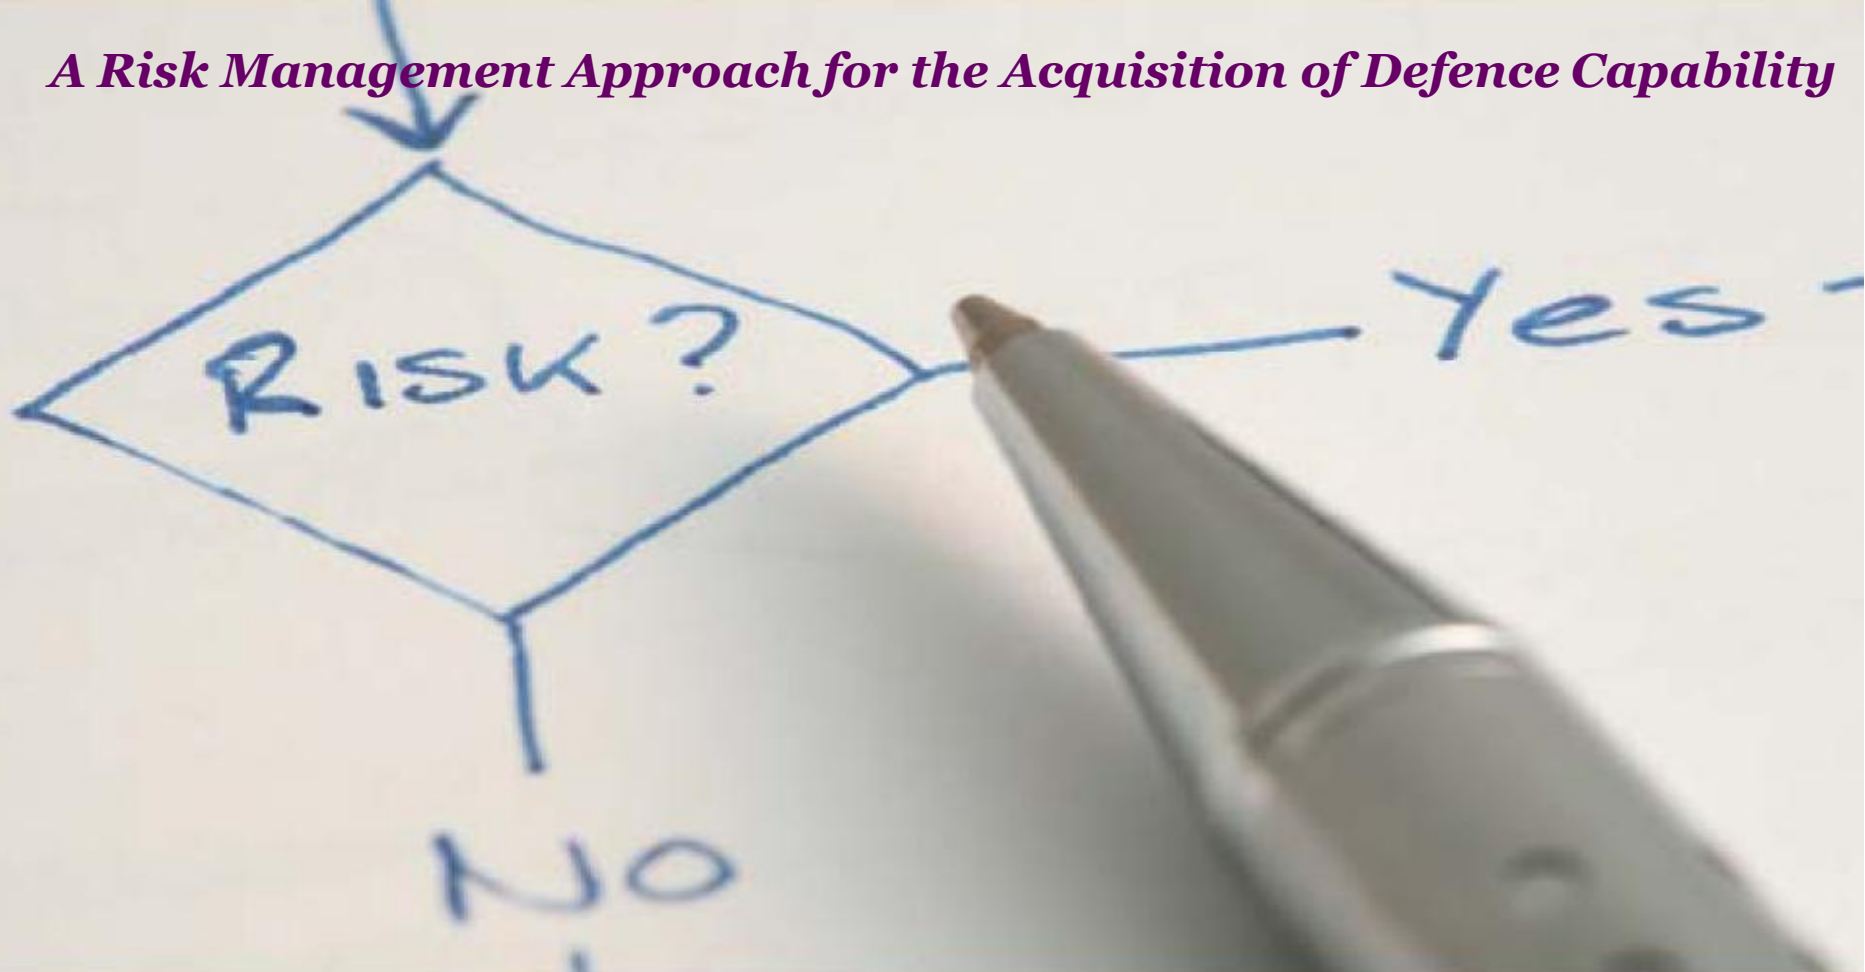 A Risk Management Approach for the Acquisition of Defence Capability
RISK?
Yes
NO